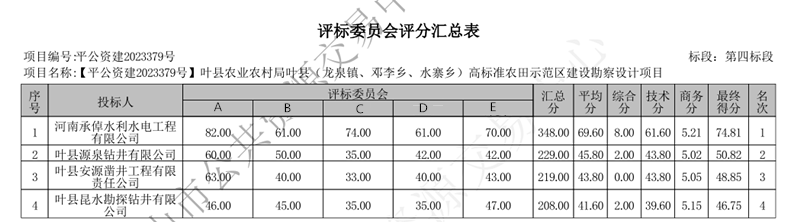 评标委员会评分汇总表
项目编号:平公资建2023379号 标段：第四标段
项目名称:【平公资建2023379号】叶县农业农村局叶县（龙泉镇、邓李乡、水寨乡）高标准农田示范区建设勘察设计项目
序号 投标人 评标委员会 汇总分 平均分 综合分 技术分 商务分 最终得分 名次
A B C D E
1 河南承倬水利水电工程有限公司 82.00 61.00 74.00 61.00 70.00 348.00 69.60 8.00 61.60 5.21 74.81 1
2 叶县源泉钻井有限公司 60.00 50.00 35.00 42.00 42.00 229.00 45.80 2.00 43.80 5.02 50.82 2
3 叶县安源凿井工程有限责任公司 63.00 40.00 33.00 40.00 43.00 219.00 43.80 0.00 43.80 5.05 48.85 3
4 叶县昆水勘探钻井有限公司 46.00 45.00 35.00 35.00 47.00 208.00 41.60 2.00 39.60 5.15 46.75 4